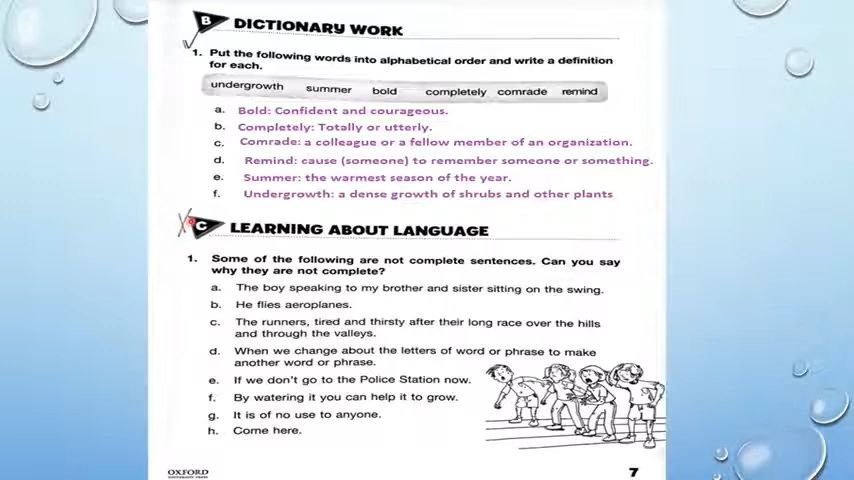 B DICTIONARY WORK
1. Put the following words into alphabetical order and write a definition
for each.
undergrowth summer bold completely comrade remind
a. Bold: Confident and courageous.
b. Completely: Totally or utterly.
c. Comrade: a colleague or a fellow member of an organization.
d. Remind: cause (someone) to remember someone or something.
e. Summer: the warmest season of the year.
f. Undergrowth: a dense growth of shrubs and other plants
C LEARNING ABOUT LANGUAGE
1. Some of the following are not complete sentences. Can you say
why they are not complete?
a. The boy speaking to my brother and sister sitting on the swing.
b. He flies aeroplanes.
c. The runners, tired and thirsty after their long race over the hills
and through the valleys.
d. When we change about the letters of word or phrase to make
another word or phrase.
e. If we don't go to the Police Station now.
f. By watering it you can help it to grow.
g. It is of no use to anyone.
h. Come here.
OXFORD
UNIVERSITY PRESS
7